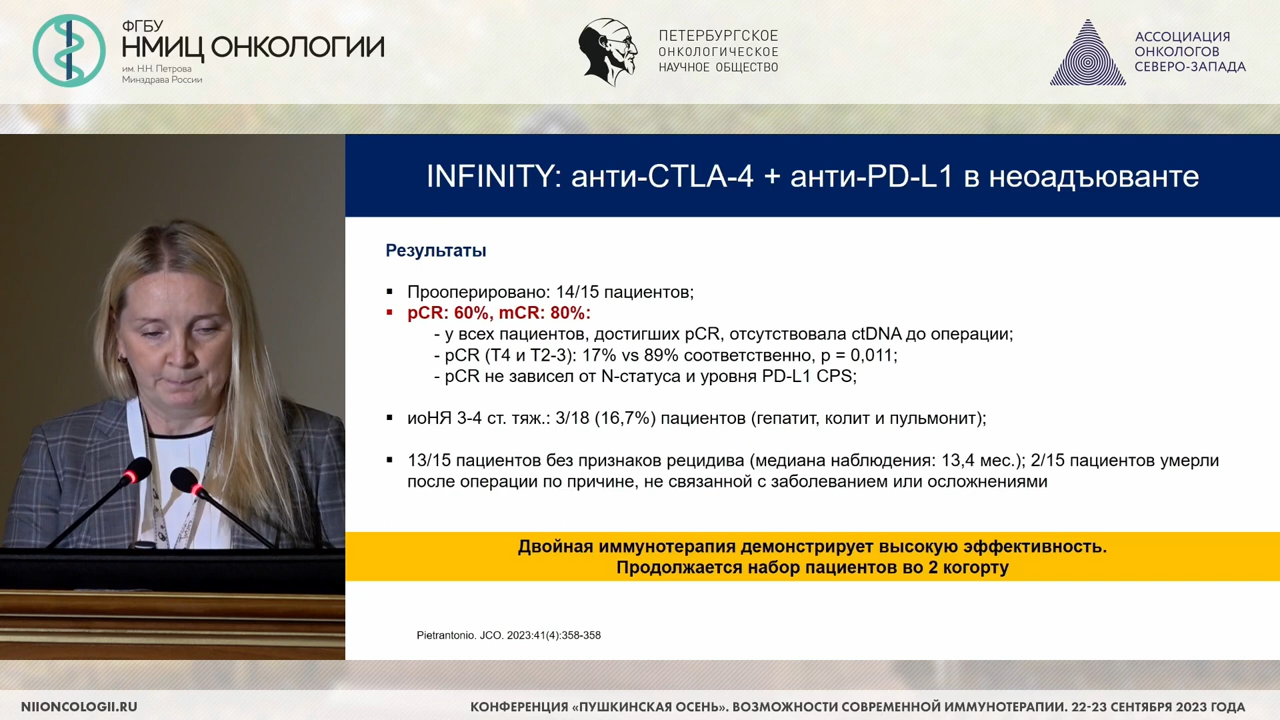 ФГБУ
НМИЦ ОНКОЛОГИИ
им. Н.Н. Петрова
Минздрава России
ПЕТЕРБУРГСКОЕ
ОНКОЛОГИЧЕСКОЕ
НАУЧНОЕ ОБЩЕСТВО
АССОЦИАЦИЯ
ОНКОЛОГОВ
СЕВЕРО-ЗАПАДА
INFINITY: анти-CTLA-4 + анти-PD-L1 в неоадъюванте
Результаты
▪ Прооперировано: 14/15 пациентов;
▪ pCR: 60%, mCR: 80%:
- у всех пациентов, достигших pCR, отсутствовала ctDNA до операции;
- pCR (T4 и T2-3): 17% vs 89% соответственно, p = 0,011;
- pCR не зависел от N-статуса и уровня PD-L1 CPS;
▪ иоНЯ 3-4 ст. тяж.: 3/18 (16,7%) пациентов (гепатит, колит и пульмонит);
▪ 13/15 пациентов без признаков рецидива (медиана наблюдения: 13,4 мес.); 2/15 пациентов умерли
после операции по причине, не связанной с заболеванием или осложнениями
Двойная иммунотерапия демонстрирует высокую эффективность.
Продолжается набор пациентов во 2 когорту
Pietrantonio. JCO. 2023:41(4):358-358
NIIONCOLOGII.RU
КОНФЕРЕНЦИЯ «ПУШКИНСКАЯ ОСЕНЬ». ВОЗМОЖНОСТИ СОВРЕМЕННОЙ ИММУНОТЕРАПИИ. 22-23 СЕНТЯБРЯ 2023 ГОДА